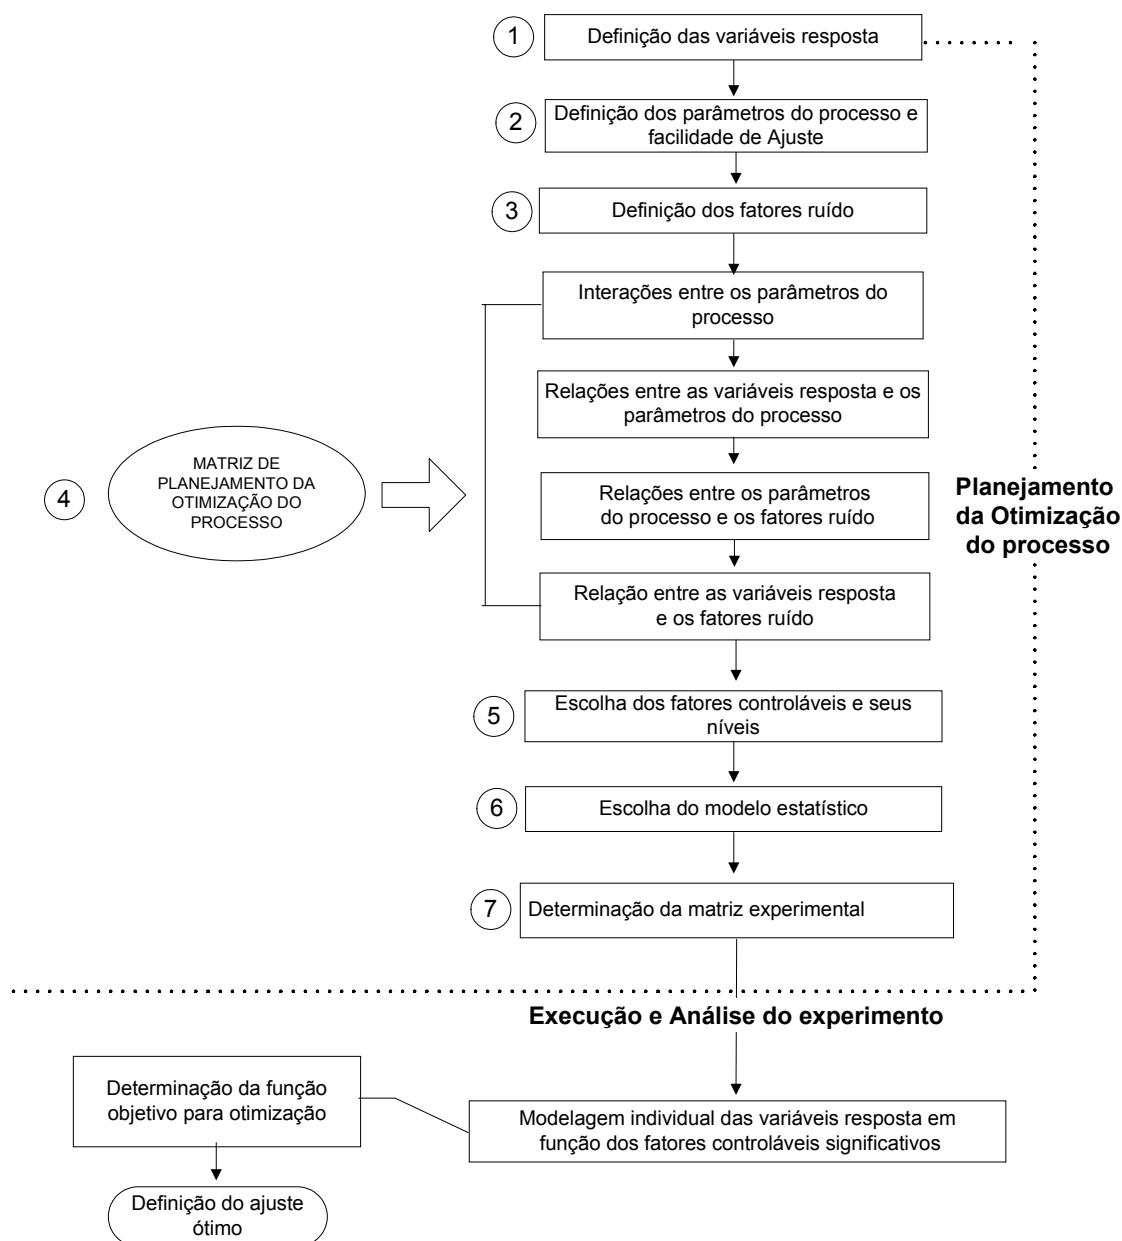 1
Definição das variáveis resposta
2
Definição dos parâmetros do processo e
facilidade de Ajuste
3
Definição dos fatores ruído
Interações entre os parâmetros do
processo
Relações entre as variáveis resposta e os
parâmetros do processo
4
MATRIZ DE
PLANEJAMENTO DA
OTIMIZAÇÃO DO
PROCESSO
Relações entre os parâmetros
do processo e os fatores ruído
Planejamento
da Otimização
do processo
Relação entre as variáveis resposta
e os fatores ruído
5
Escolha dos fatores controláveis e seus
níveis
6
Escolha do modelo estatístico
7
Determinação da matriz experimental
Execução e Análise do experimento
Determinação da função
objetivo para otimização
Modelagem individual das variáveis resposta em
função dos fatores controláveis significativos
Definição do ajuste
ótimo